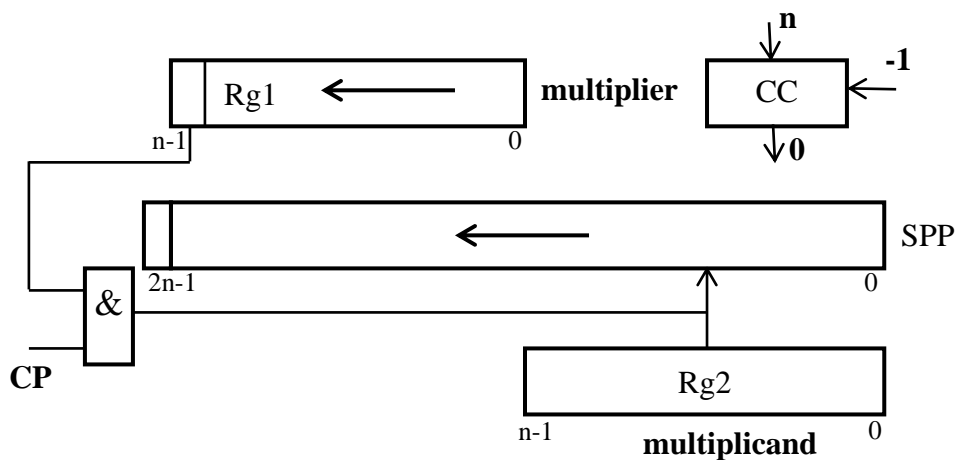 n
-1
Rg1
multiplier
CC
n-1
0
0
SPP
2n-1
0
&
CP
Rg2
n-1
0
multiplicand